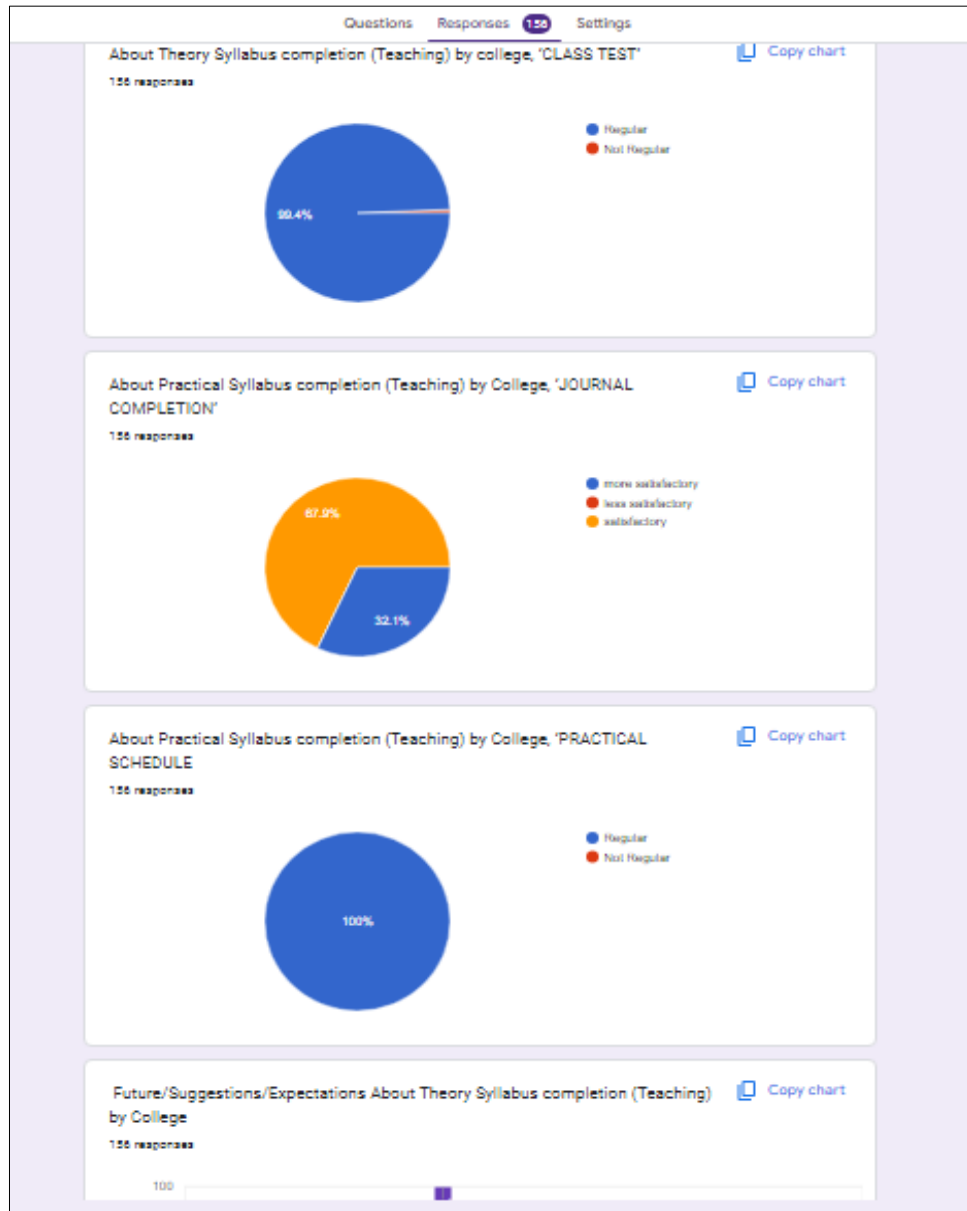 Questions Responses 156 Settings
About Theory Syllabus completion (Teaching) by college, 'CLASS TEST'
Copy chart
156 responses
Regular
Not Regular
99.4%
About Practical Syllabus completion (Teaching) by College, 'JOURNAL
COMPLETION'
Copy chart
156 responses
more satisfactory
less satisfactory
satisfactory
67.9%
32.1%
About Practical Syllabus completion (Teaching) by College, 'PRACTICAL
SCHEDULE
Copy chart
156 responses
Regular
Not Regular
100%
Future/Suggestions/Expectations About Theory Syllabus completion (Teaching)
by College
Copy chart
156 responses
100